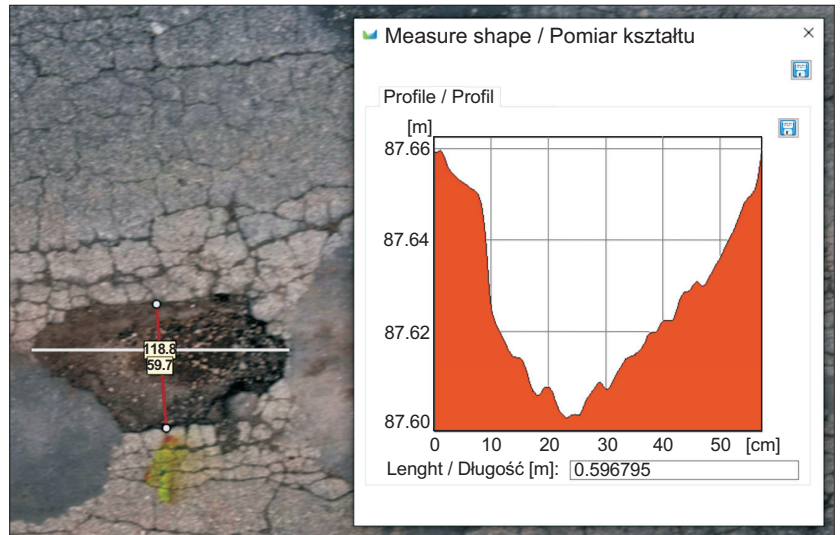 118.8
59.7
Measure shape / Pomiar kształtu
Profile / Profil
[m]
87.66
87.64
87.62
87.60
0 10 20 30 40 50 [cm]
Lenght / Długość [m]: 0.596795